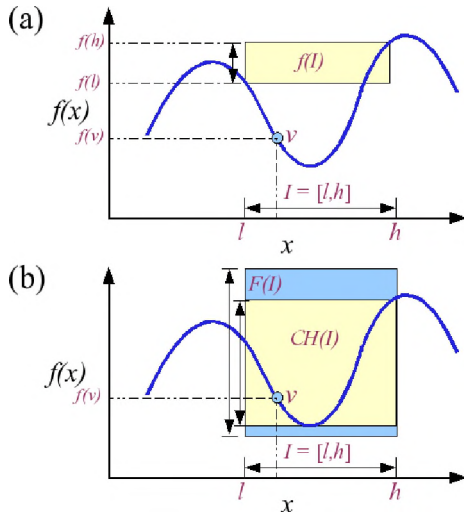 (a)
f(h)
f(I)
f(l)
f(x)
f(v)
v
I = [l,h]
l
h
x
(b)
F(I)
CH(I)
f(x)
f(v)
v
I = [l,h]
l
h
x